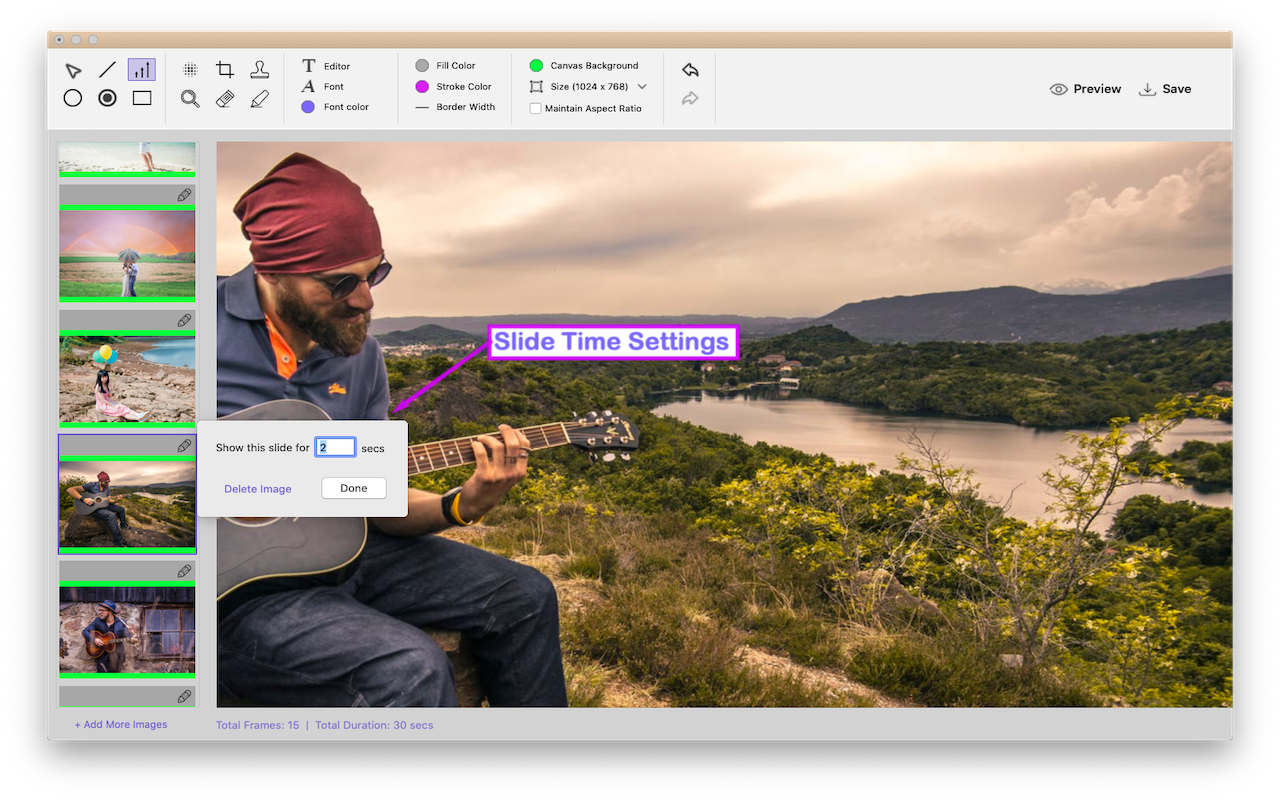 Editor
Font
Font color
Fill Color
Stroke Color
Border Width
Canvas Background
Size (1024 x 768)
Maintain Aspect Ratio
Preview
Save
Slide Time Settings
Show this slide for 2 secs
Delete Image
Done
+ Add More Images
Total Frames: 15 | Total Duration: 30 secs